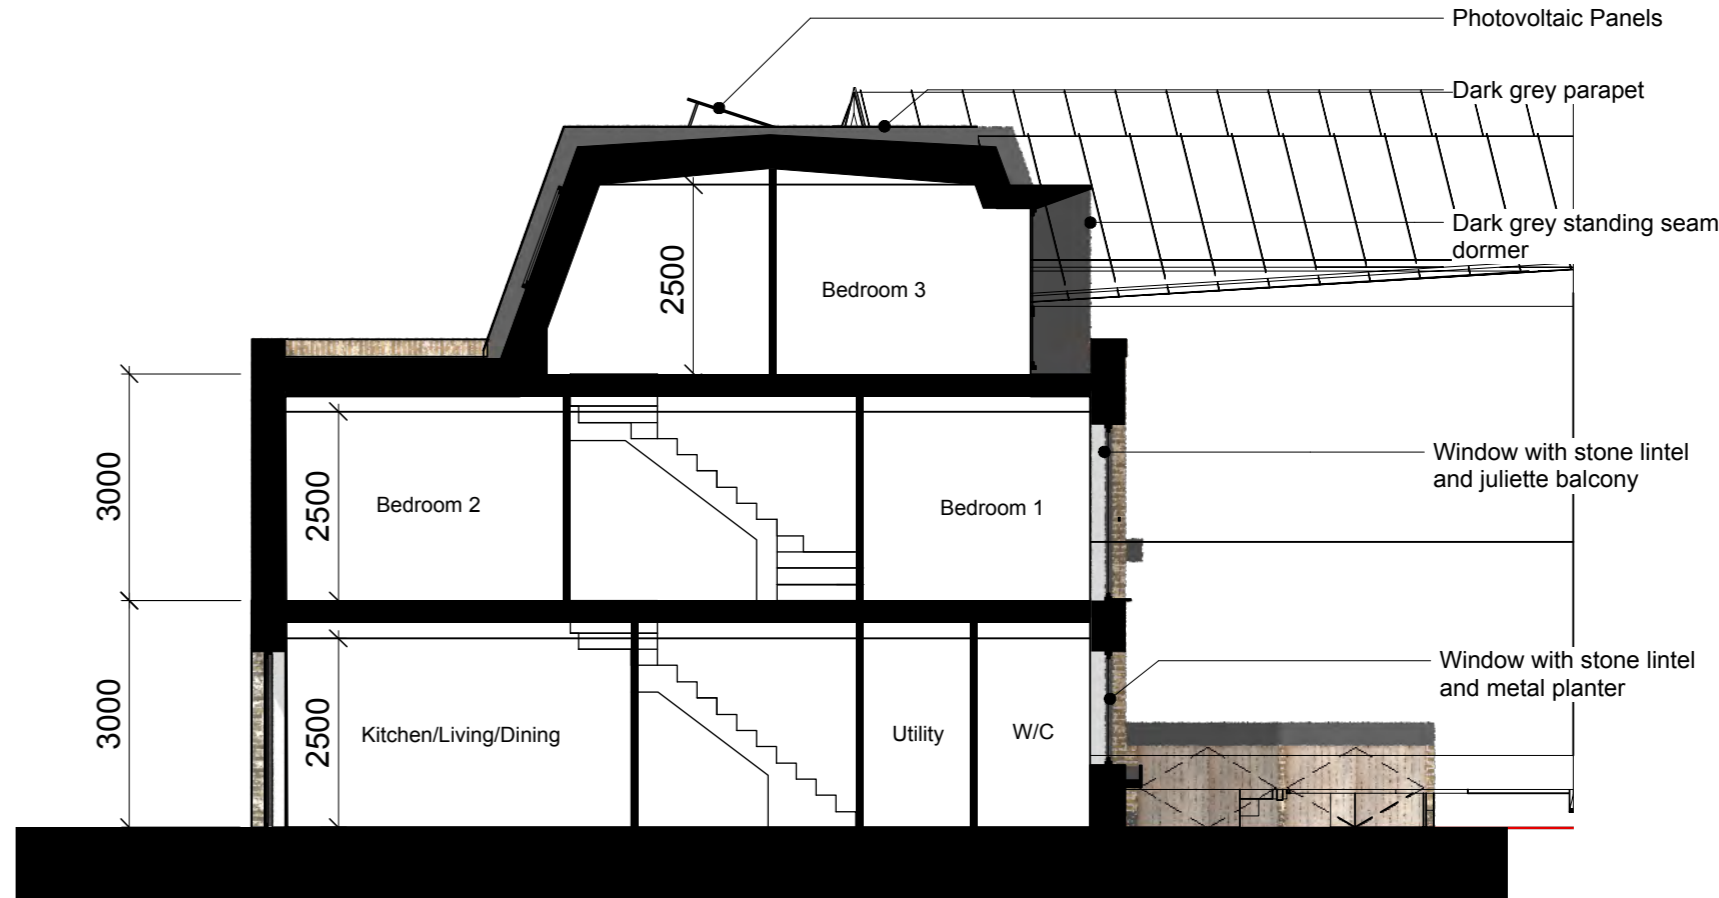 Photovoltaic Panels
Dark grey parapet
Dark grey standing seam
dormer
2500
Bedroom 3
3000
2500
Bedroom 2
Bedroom 1
Window with stone lintel
and juliette balcony
3000
2500
Kitchen/Living/Dining
Utility
W/C
Window with stone lintel
and metal planter